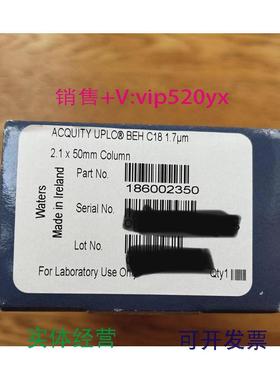 销售+V:vip520yx
ACQUITY UPLC® BEH C18 1.7µm
2.1 x 50mm Column
Part No.
186002350
Serial No.
Lot No.
For Laboratory Use Only
Qty1
Waters
Made in Ireland
实体经营
可开发票